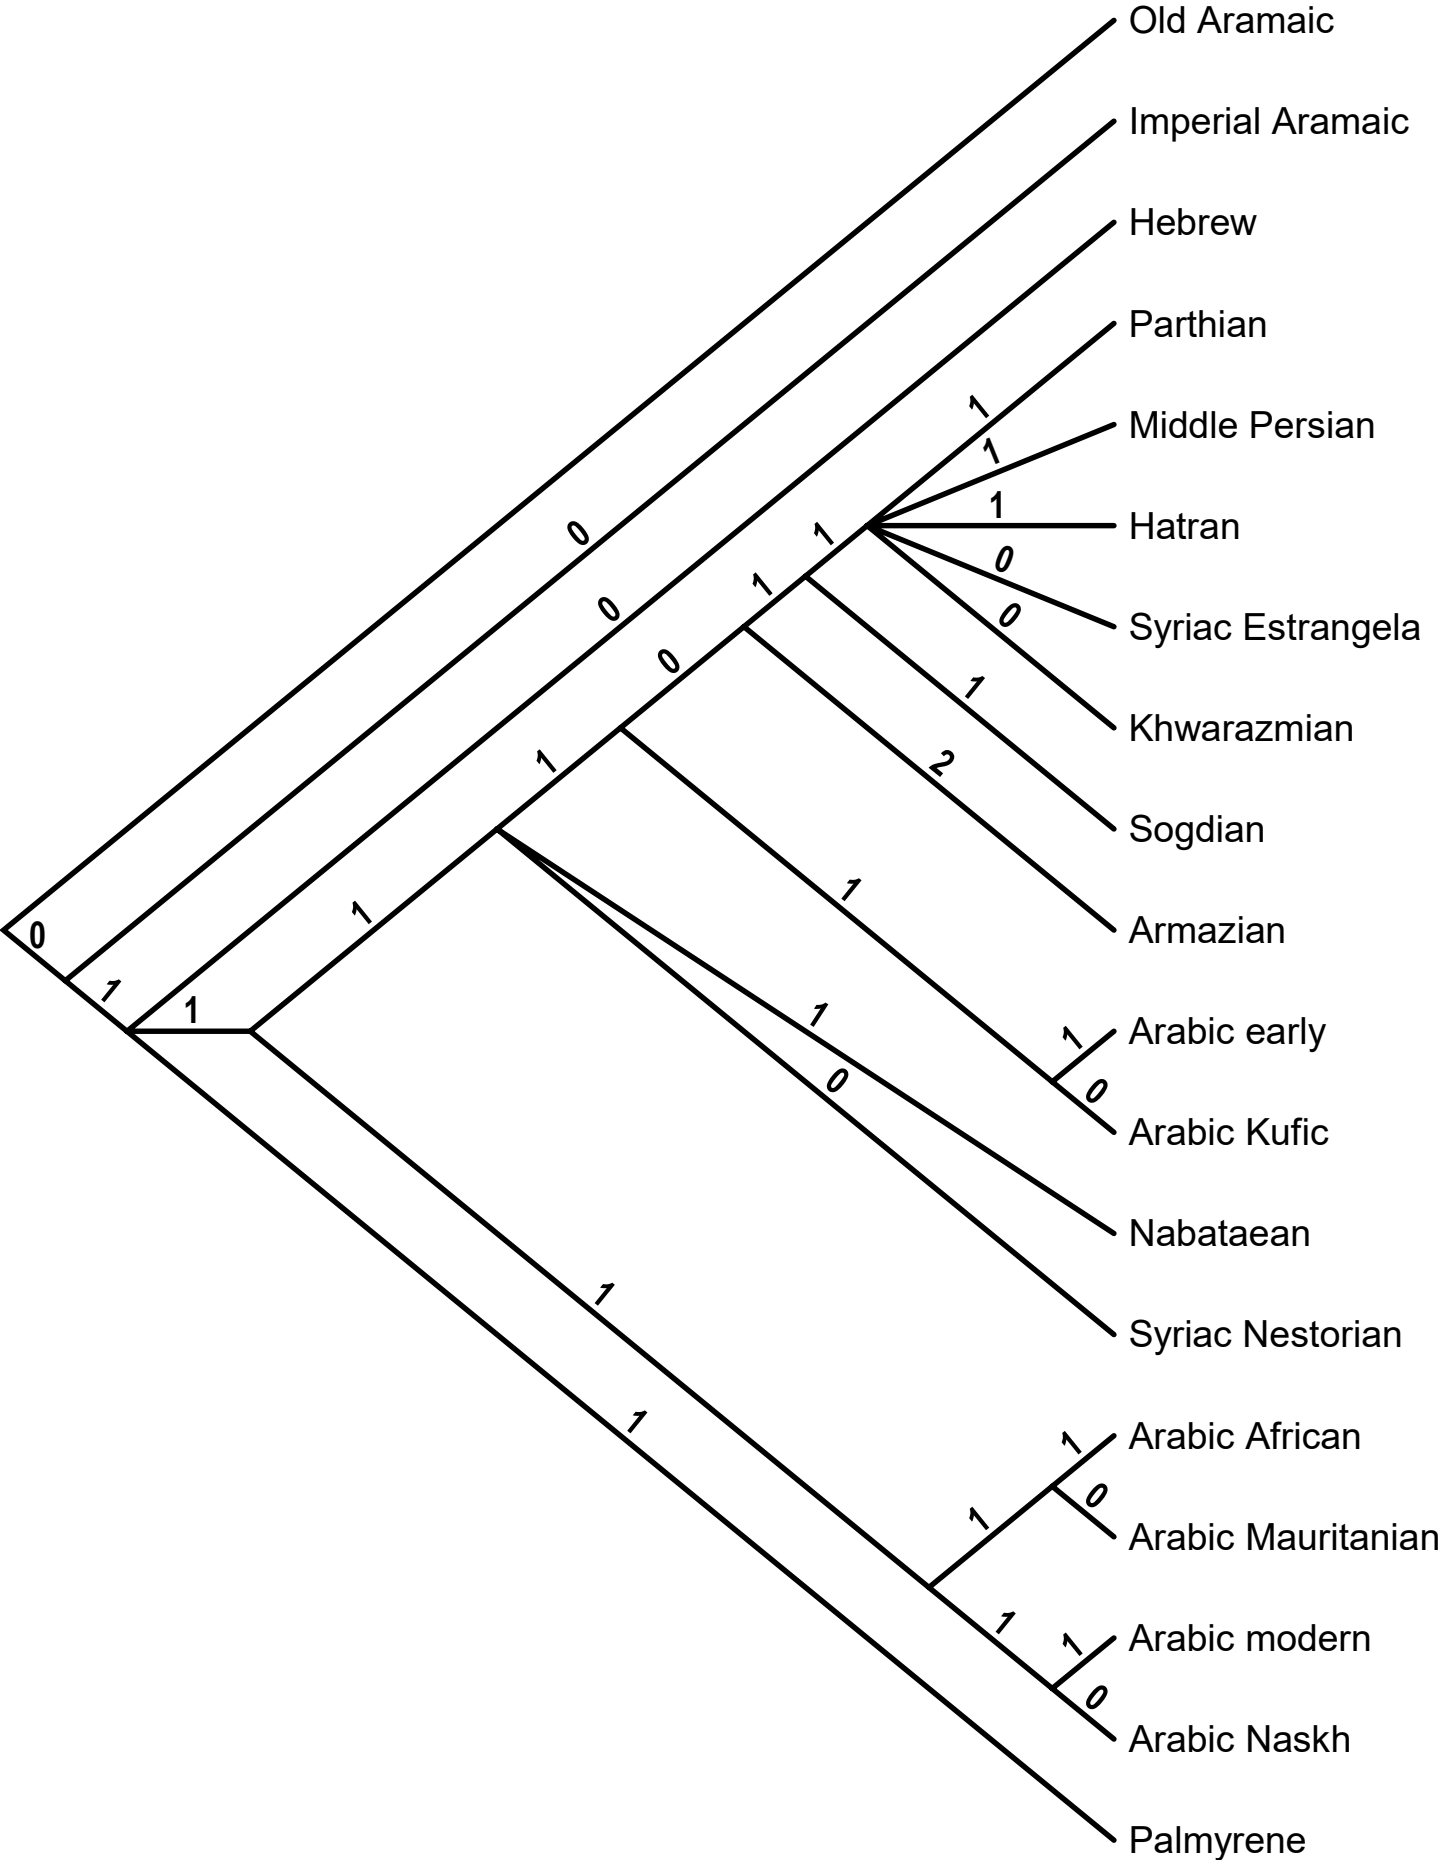 Old Aramaic
Imperial Aramaic
Hebrew
Parthian
1
Middle Persian
1
1
Hatran
0
1
0
Syriac Estrangela
1
0
0
0
Khwarazmian
1
1
2
Sogdian
1
1
0
Armazian
1
1
1
Arabic early
1
1
0
0
Arabic Kufic
Nabataean
1
Syriac Nestorian
1
1
Arabic African
0
1
Arabic Mauritanian
1
1
Arabic modern
0
Arabic Naskh
Palmyrene